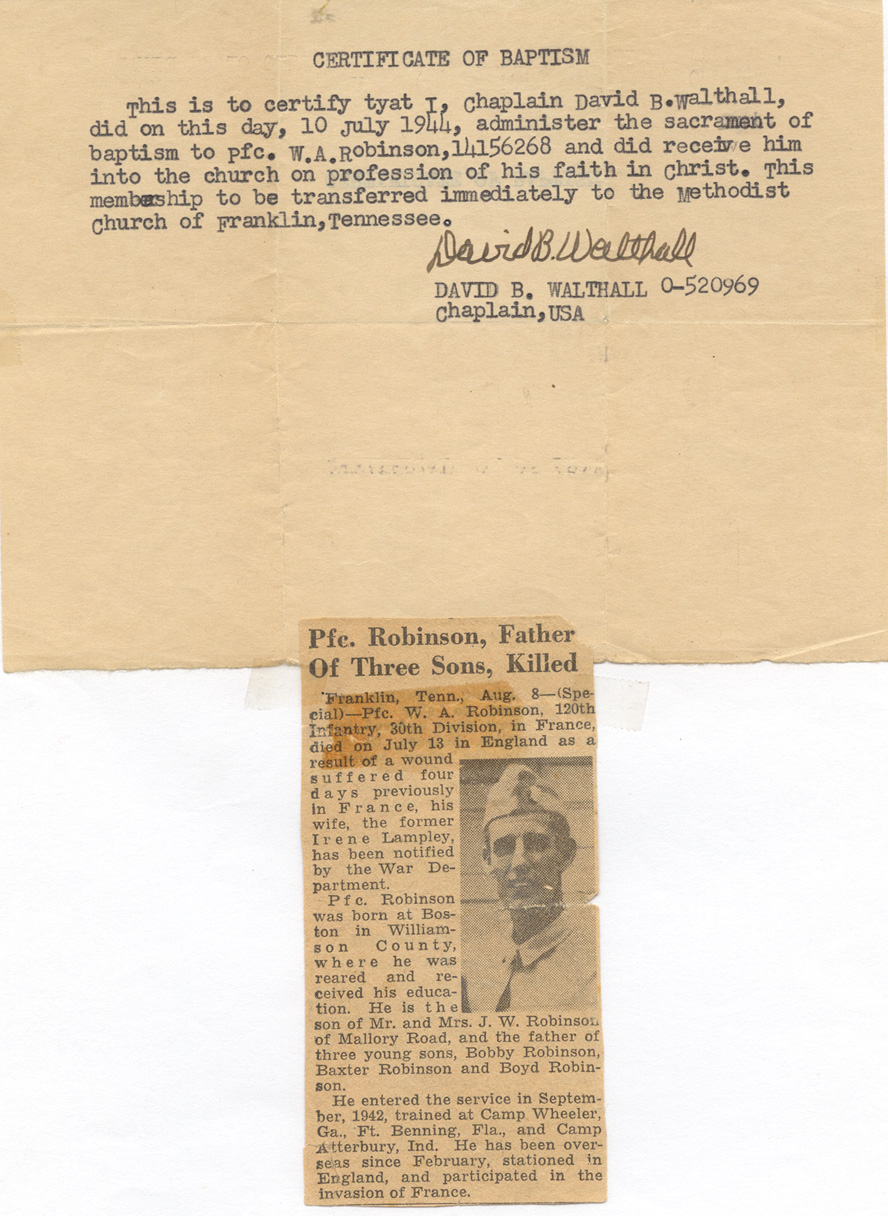 CERTIFICATE OF BAPTISM
This is to certify tyat I, Chaplain David B.Walthall,
did on this day, 10 July 1944, administer the sacrament of
baptism to pfc. W.A.Robinson,14156268 and did receive him
into the church on profession of his faith in Christ. This
membership to be transferred immediately to the Methodist
Church of Franklin,Tennessee.
David B. Walthall
DAVID B. WALTHALL O-520969
Chaplain,USA
Pfc. Robinson, Father
Of Three Sons, Killed
Franklin, Tenn., Aug. 8—(Spe-
cial)—Pfc. W. A. Robinson, 120th
Infantry, 30th Division, in France,
died on July 13 in England as a
result of a wound
suffered four
days previously
in France, his
wife, the former
Irene Lampley,
has been notified
by the War De-
partment.
Pfc. Robinson
was born at Bos-
ton in William-
son County,
where he was
reared and re-
ceived his educa-
tion. He is the
son of Mr. and Mrs. J. W. Robinson
of Mallory Road, and the father of
three young sons, Bobby Robinson,
Baxter Robinson and Boyd Robin-
son.
He entered the service in Septem-
ber, 1942, trained at Camp Wheeler,
Ga., Ft. Benning, Fla., and Camp
Atterbury, Ind. He has been over-
seas since February, stationed in
England, and participated in the
invasion of France.